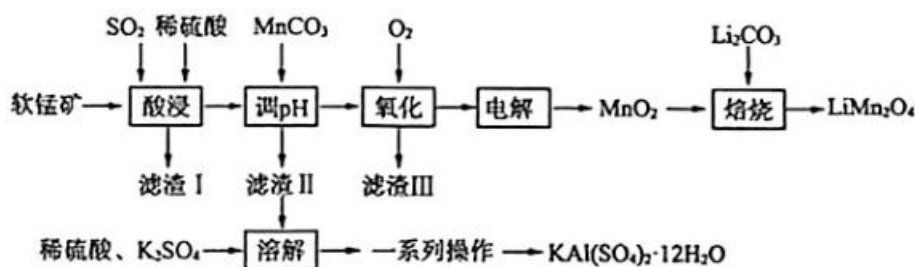 SO₂ 稀硫酸 MnCO₃ O₂ Li₂CO₃
软锰矿 酸浸 调pH 氧化 电解 MnO₂ 焙烧 LiMn₂O₄
滤渣Ⅰ 滤渣Ⅱ 滤渣Ⅲ
稀硫酸、K₂SO₄ 溶解 一系列操作 KAl(SO₄)₂·12H₂O